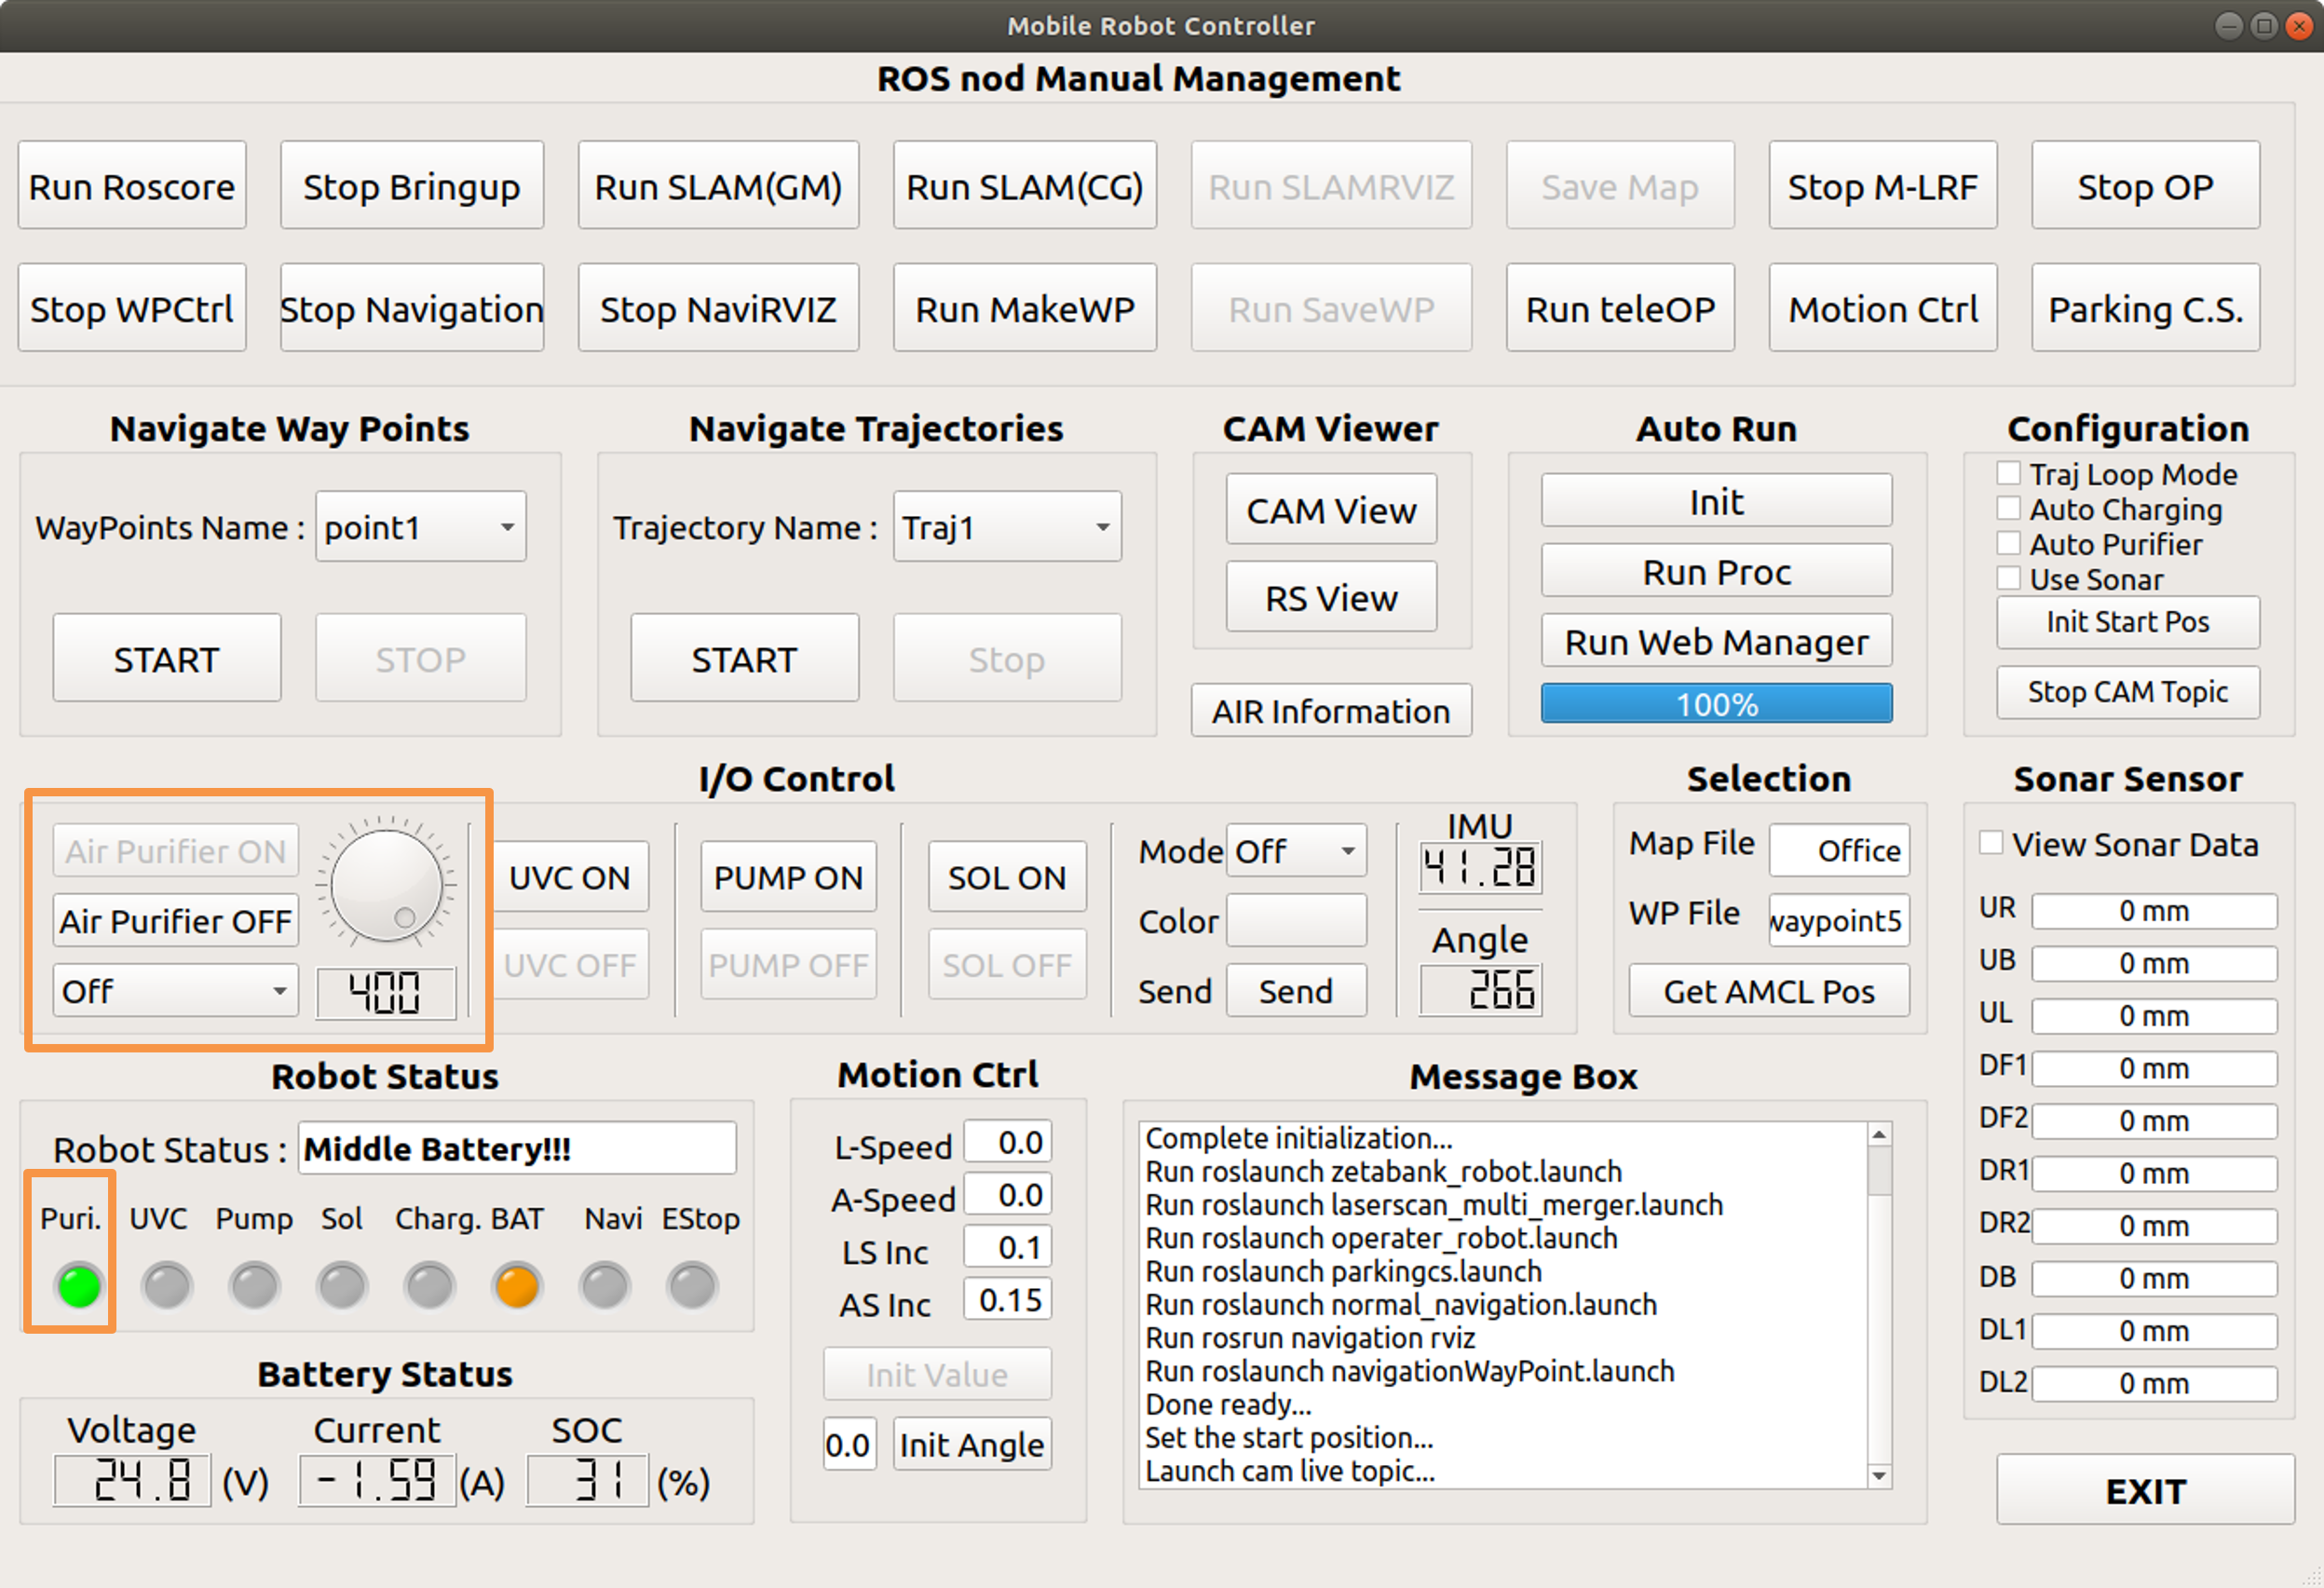 Mobile Robot Controller
ROS nod Manual Management
Run Roscore Stop Bringup Run SLAM(GM) Run SLAM(CG) Run SLAMRVIZ Save Map Stop M-LRF Stop OP
Stop WPCtrl Stop Navigation Stop NaviRVIZ Run MakeWP Run SaveWP Run teleOP Motion Ctrl Parking C.S.
Navigate Way Points
WayPoints Name : point1
START STOP
Navigate Trajectories
Trajectory Name : Traj1
START Stop
CAM Viewer
CAM View
RS View
AIR Information
Auto Run
Init
Run Proc
Run Web Manager
100%
Configuration
Traj Loop Mode
Auto Charging
Auto Purifier
Use Sonar
Init Start Pos
Stop CAM Topic
I/O Control
Air Purifier ON
Air Purifier OFF
Off 400
UVC ON
UVC OFF
PUMP ON
PUMP OFF
SOL ON
SOL OFF
Mode Off
Color
Send Send
IMU
41.28
Angle
266
Selection
Map File Office
WP File waypoint5
Get AMCL Pos
Sonar Sensor
View Sonar Data
UR 0 mm
UB 0 mm
UL 0 mm
DF1 0 mm
DF2 0 mm
DR1 0 mm
DR2 0 mm
DB 0 mm
DL1 0 mm
DL2 0 mm
Robot Status
Robot Status : Middle Battery!!!
Puri. UVC Pump Sol Charg. BAT Navi EStop
Battery Status
Voltage Current SOC
24.8 (V) -1.59 (A) 31 (%)
Motion Ctrl
L-Speed 0.0
A-Speed 0.0
LS Inc 0.1
AS Inc 0.15
Init Value
0.0 Init Angle
Message Box
Complete initialization...
Run roslaunch zetabank_robot.launch
Run roslaunch laserscan_multi_merger.launch
Run roslaunch operater_robot.launch
Run roslaunch parkingcs.launch
Run roslaunch normal_navigation.launch
Run rosrun navigation rviz
Run roslaunch navigationWayPoint.launch
Done ready...
Set the start position...
Launch cam live topic...
EXIT